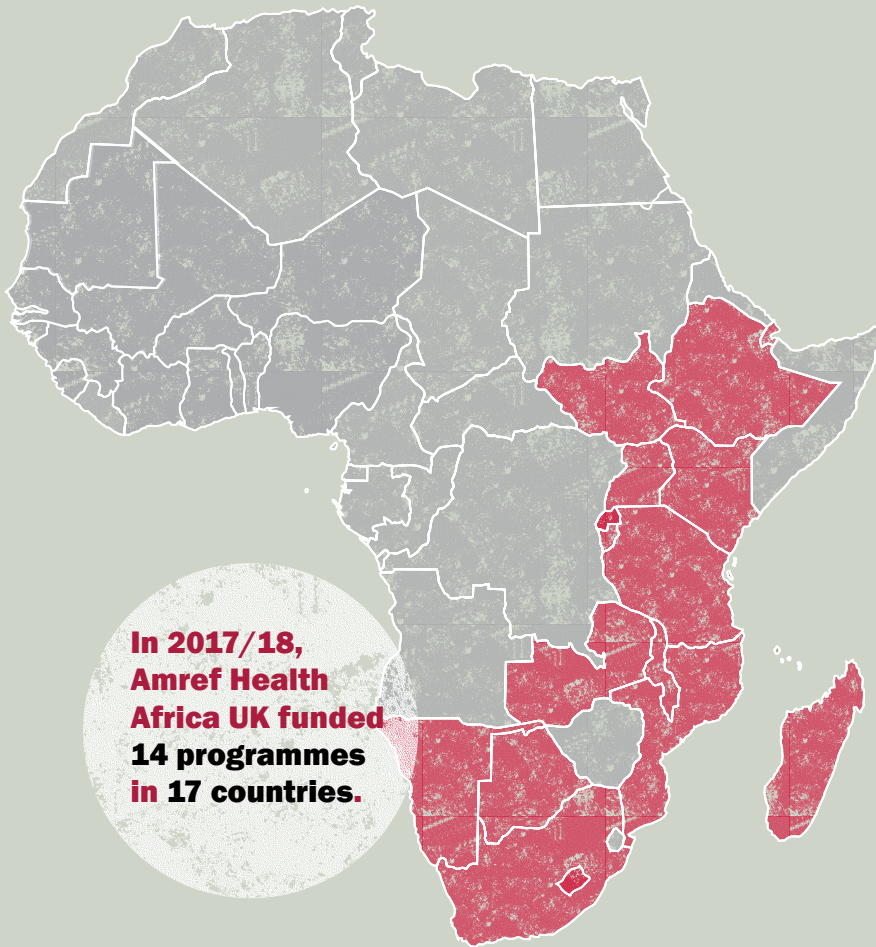 In 2017/18,
Amref Health
Africa UK funded
14 programmes
in 17 countries.